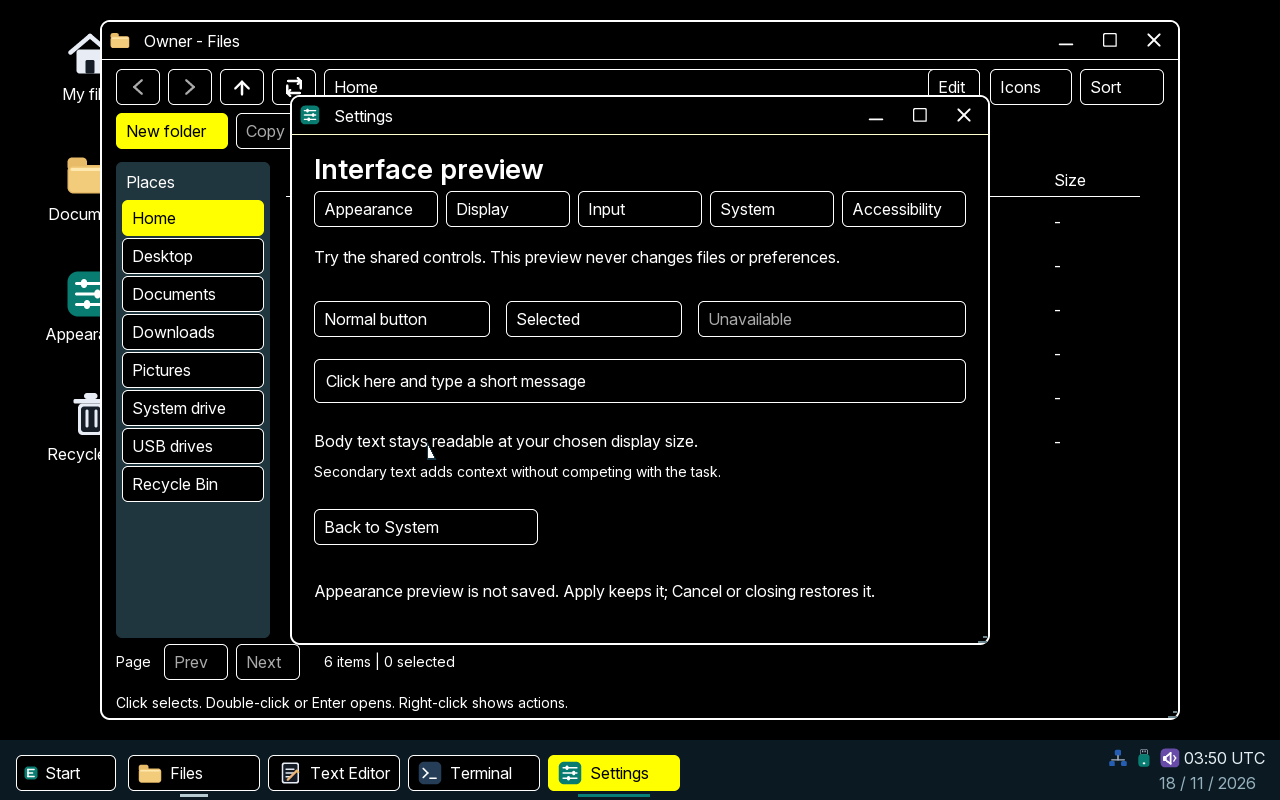 Owner - Files
Home
Edit
Icons
Sort
New folder
Copy
Settings
Interface preview
Appearance
Display
Input
System
Accessibility
Try the shared controls. This preview never changes files or preferences.
Normal button
Selected
Unavailable
Click here and type a short message
Body text stays readable at your chosen display size.
Secondary text adds context without competing with the task.
Back to System
Appearance preview is not saved. Apply keeps it; Cancel or closing restores it.
Places
Home
Desktop
Documents
Downloads
Pictures
System drive
USB drives
Recycle Bin
Size
-
-
-
-
-
-
Page
Prev
Next
6 items | 0 selected
Click selects. Double-click or Enter opens. Right-click shows actions.
My fil
Docum
Appeara
Recycle
Start
Files
Text Editor
Terminal
Settings
03:50 UTC
18 / 11 / 2026